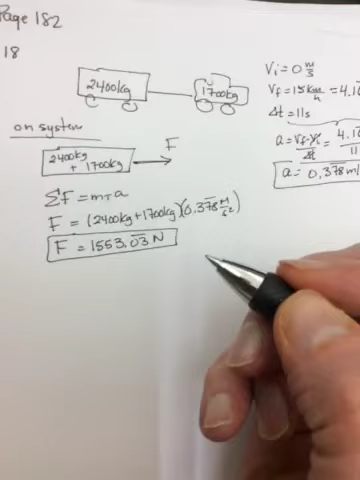 Page 182
18
2400kg
1700kg
Vi = 0 m/s
Vf = 15 km/h = 4.1
Δt = 11s
a = Vf-Vi/Δt = 4.1/11
a = 0.378 m/
on system
2400kg + 1700kg
F
ΣF = mTa
F = (2400kg+1700kg)(0.378 m/s²)
F = 1553.03 N